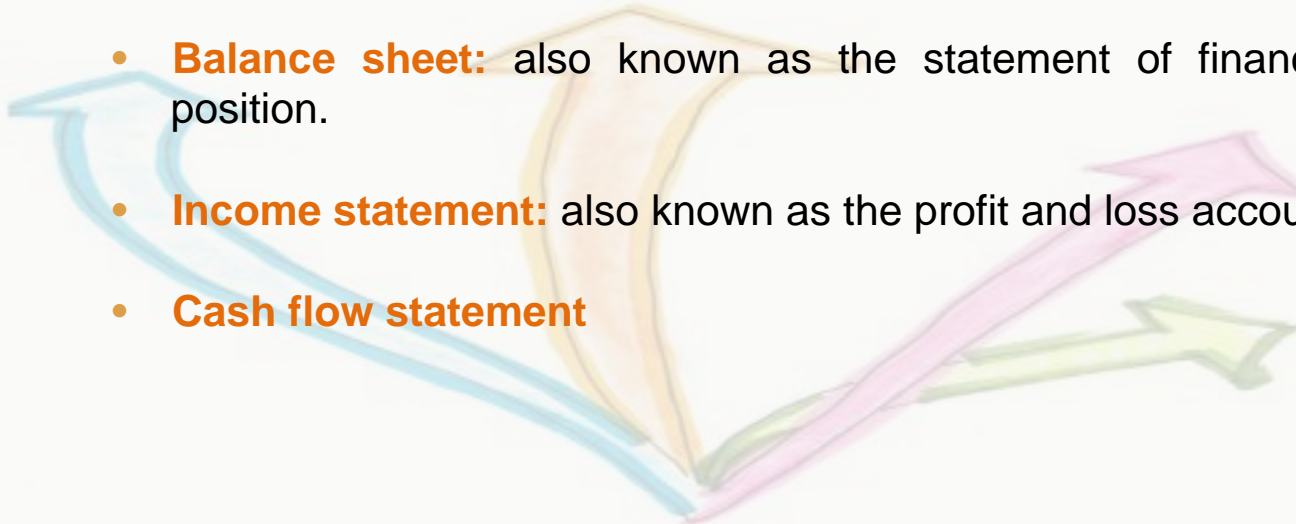 • Balance sheet: also known as the statement of financ
position.
• Income statement: also known as the profit and loss accou
• Cash flow statement